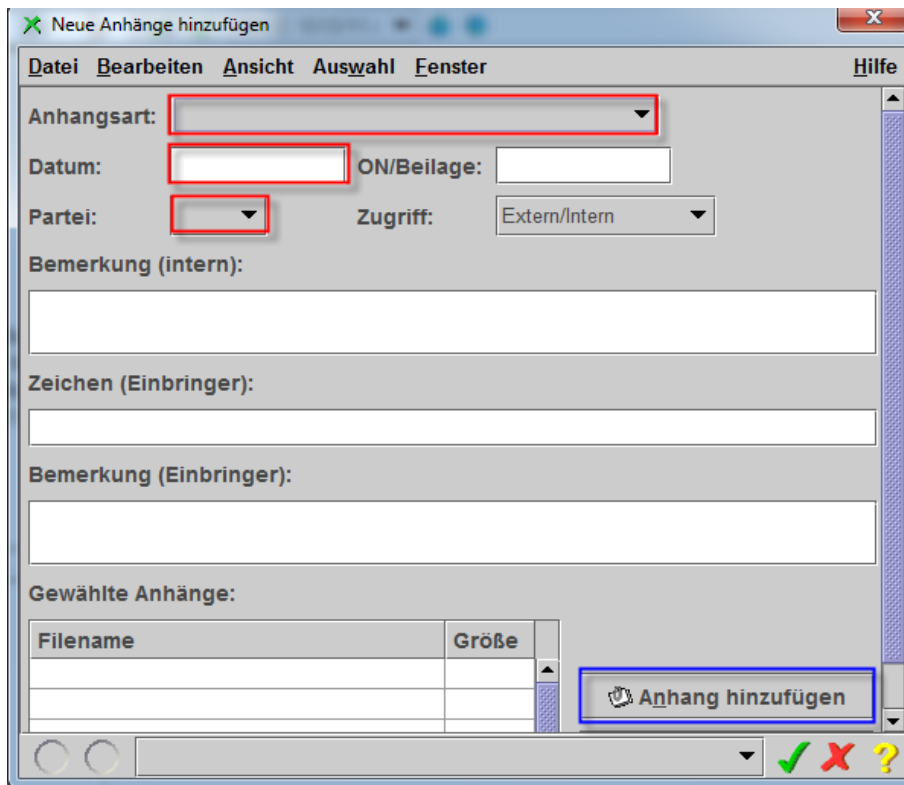 Neue Anhänge hinzufügen
Datei Bearbeiten Ansicht Auswahl Fenster Hilfe
Anhangsart:
Datum: ON/Beilage:
Partei: Zugriff: Extern/Intern
Bemerkung (intern):
Zeichen (Einbringer):
Bemerkung (Einbringer):
Gewählte Anhänge:
Filename Größe
Anhang hinzufügen